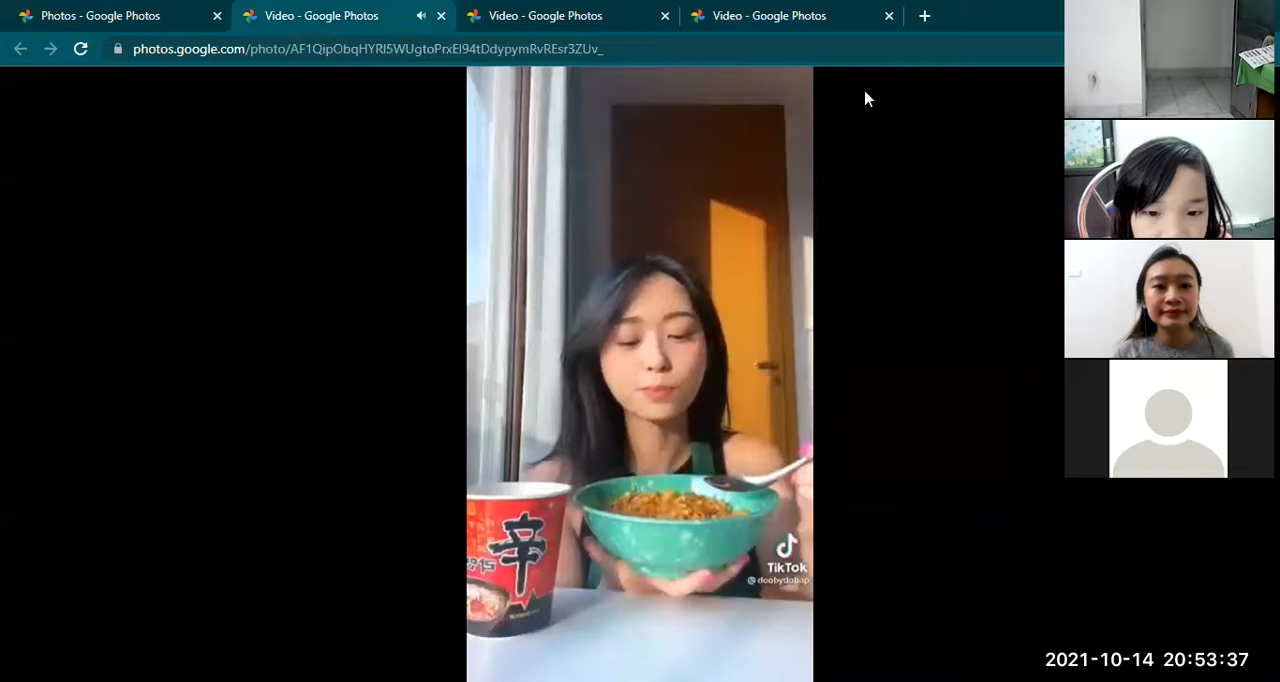 Photos - Google Photos
Video - Google Photos
Video - Google Photos
Video - Google Photos
photos.google.com/photo/AF1QipObqHYRl5WUgtoPrxEl94tDdypymRvREsr3ZUv_
辛
TikTok
@doobydobap
2021-10-14 20:53:37